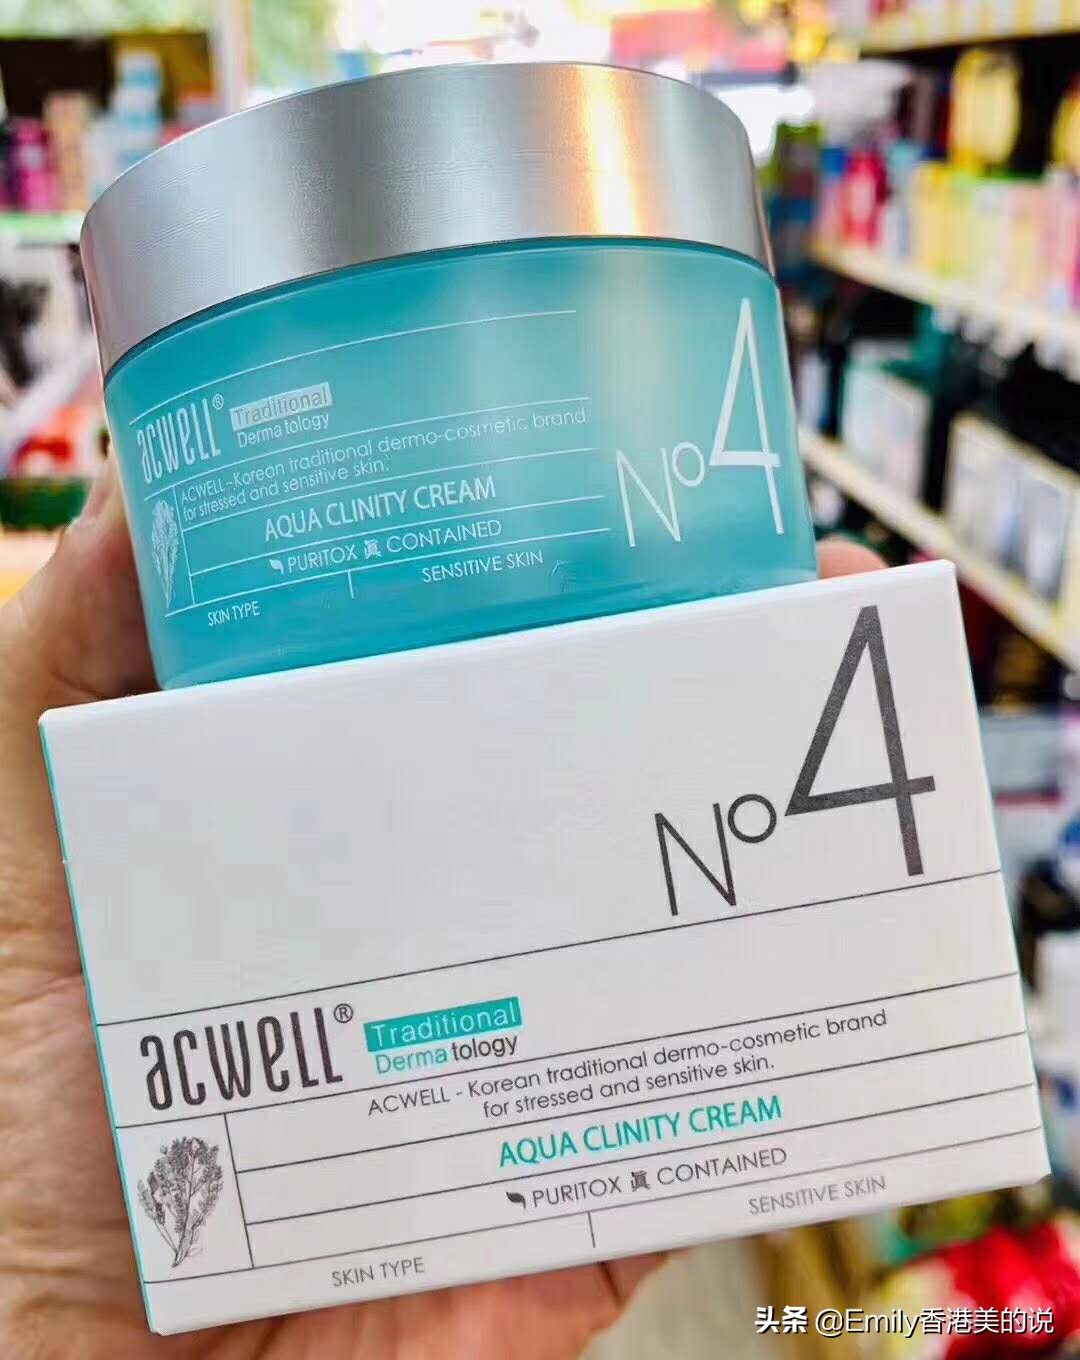 acwell® Traditional
Derma tology
ACWELL-Korean traditional dermo-cosmetic brand
for stressed and sensitive skin.
AQUA CLINITY CREAM
PURITOX 眞 CONTAINED
SKIN TYPE SENSITIVE SKIN
No4
No4
acwell® Traditional
Derma tology
ACWELL - Korean traditional dermo-cosmetic brand
for stressed and sensitive skin.
AQUA CLINITY CREAM
PURITOX 眞 CONTAINED
SKIN TYPE SENSITIVE SKIN
头条 @Emily香港美的说